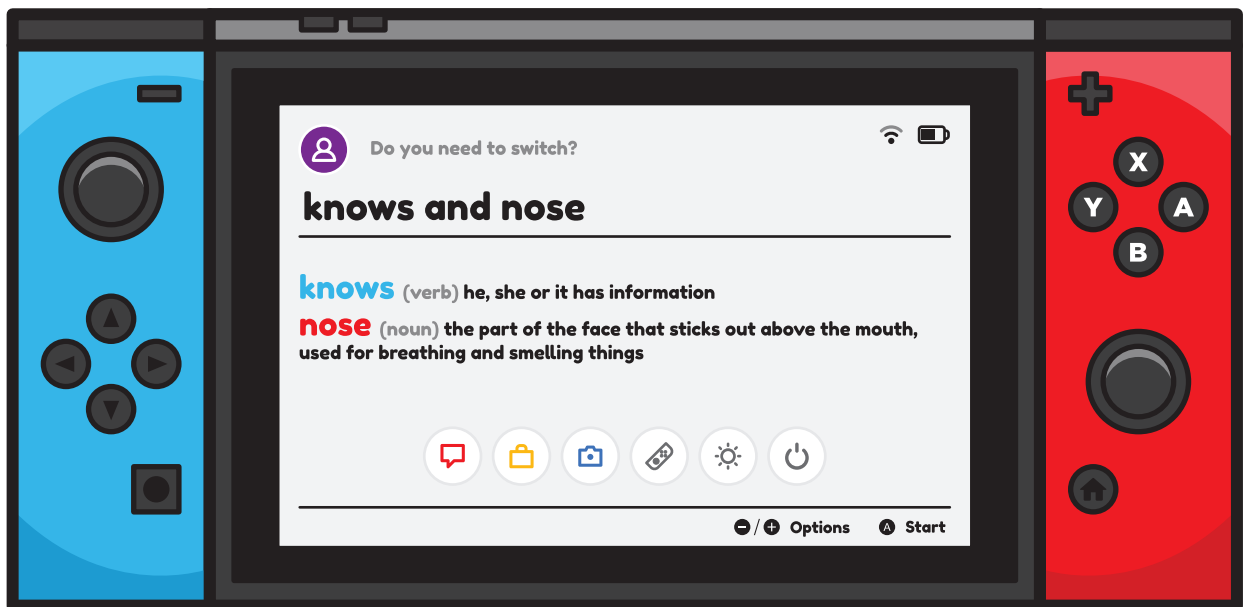 Do you need to switch?
knows and nose
knows (verb) he, she or it has information
nose (noun) the part of the face that sticks out above the mouth,
used for breathing and smelling things
X
Y
A
B
-/+ Options A Start